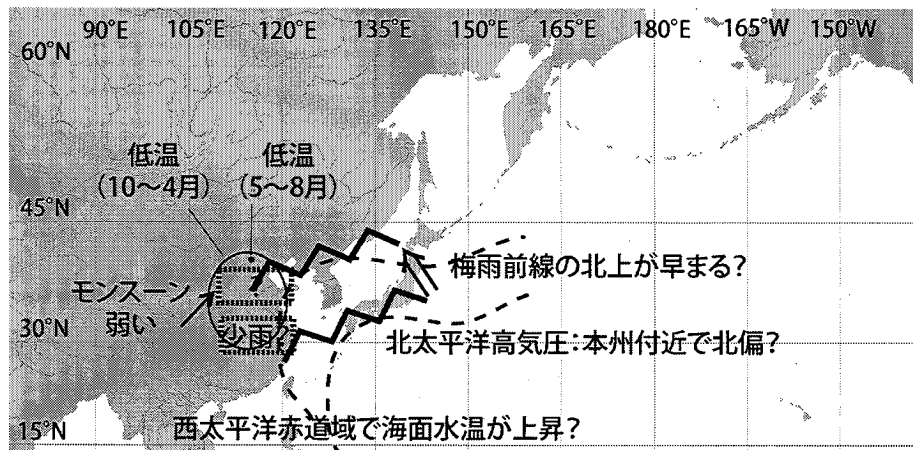 90°E 105°E 120°E 135°E 150°E 165°E 180°E 165°W 150°W
60°N
低温 低温
(10〜4月) (5〜8月)
45°N
梅雨前線の北上が早まる?
モンスーン
弱い
30°N
少雨?
北太平洋高気圧:本州付近で北偏?
15°N
西太平洋赤道域で海面水温が上昇?